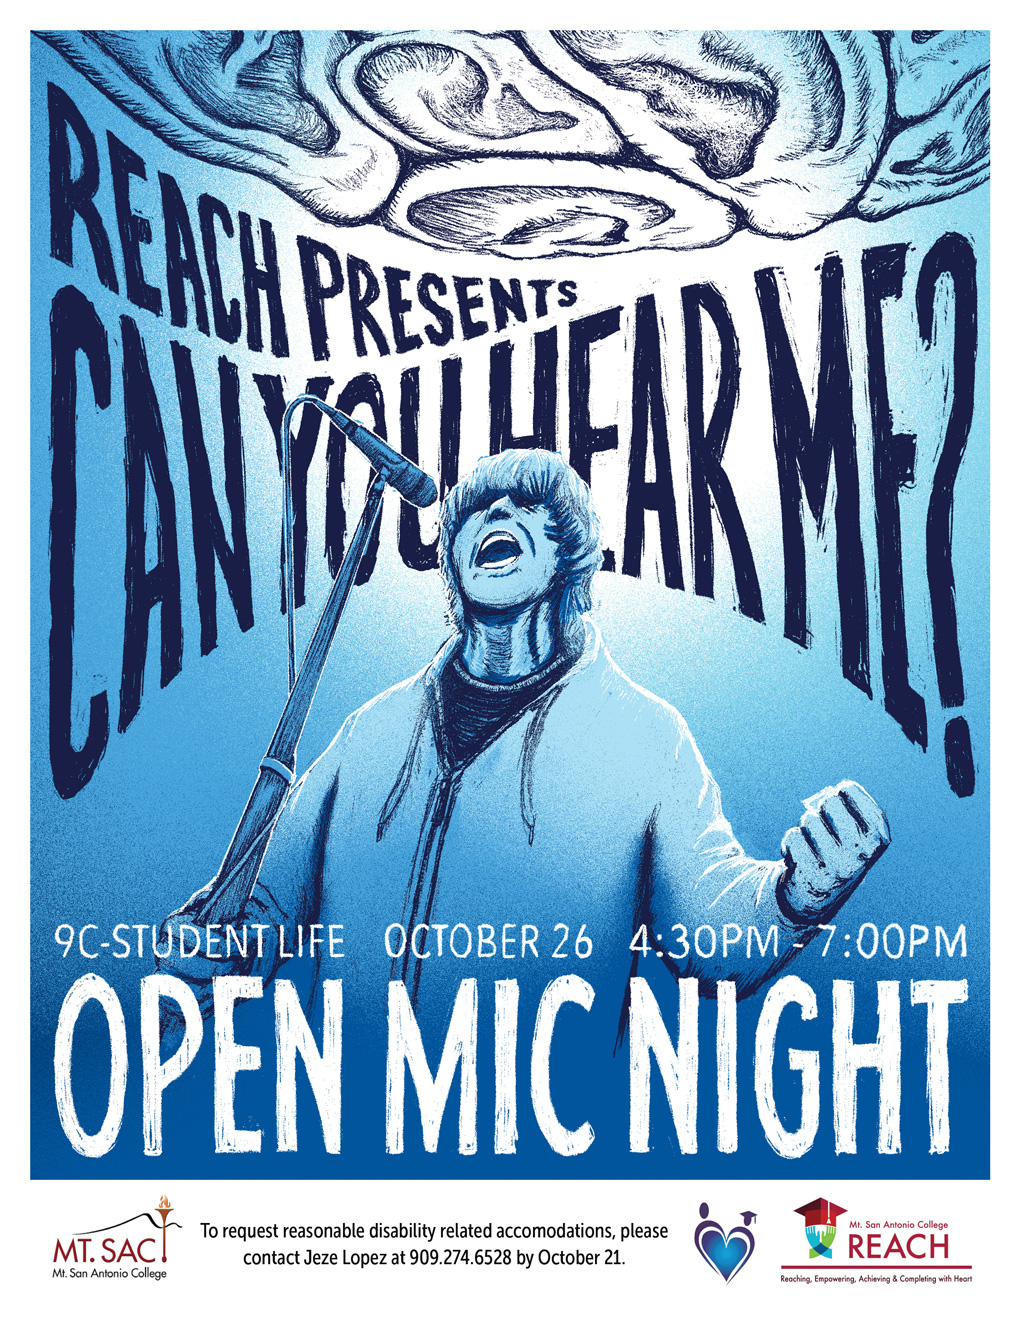 REACH PRESENTS
CAN YOU HEAR ME?
9C-STUDENT LIFE OCTOBER 26 4:30PM - 7:00PM
OPEN MIC NIGHT
MT. SAC
Mt. San Antonio College
To request reasonable disability related accomodations, please
contact Jeze Lopez at 909.274.6528 by October 21.
Mt. San Antonio College
REACH
Reaching, Empowering, Achieving & Completing with Heart